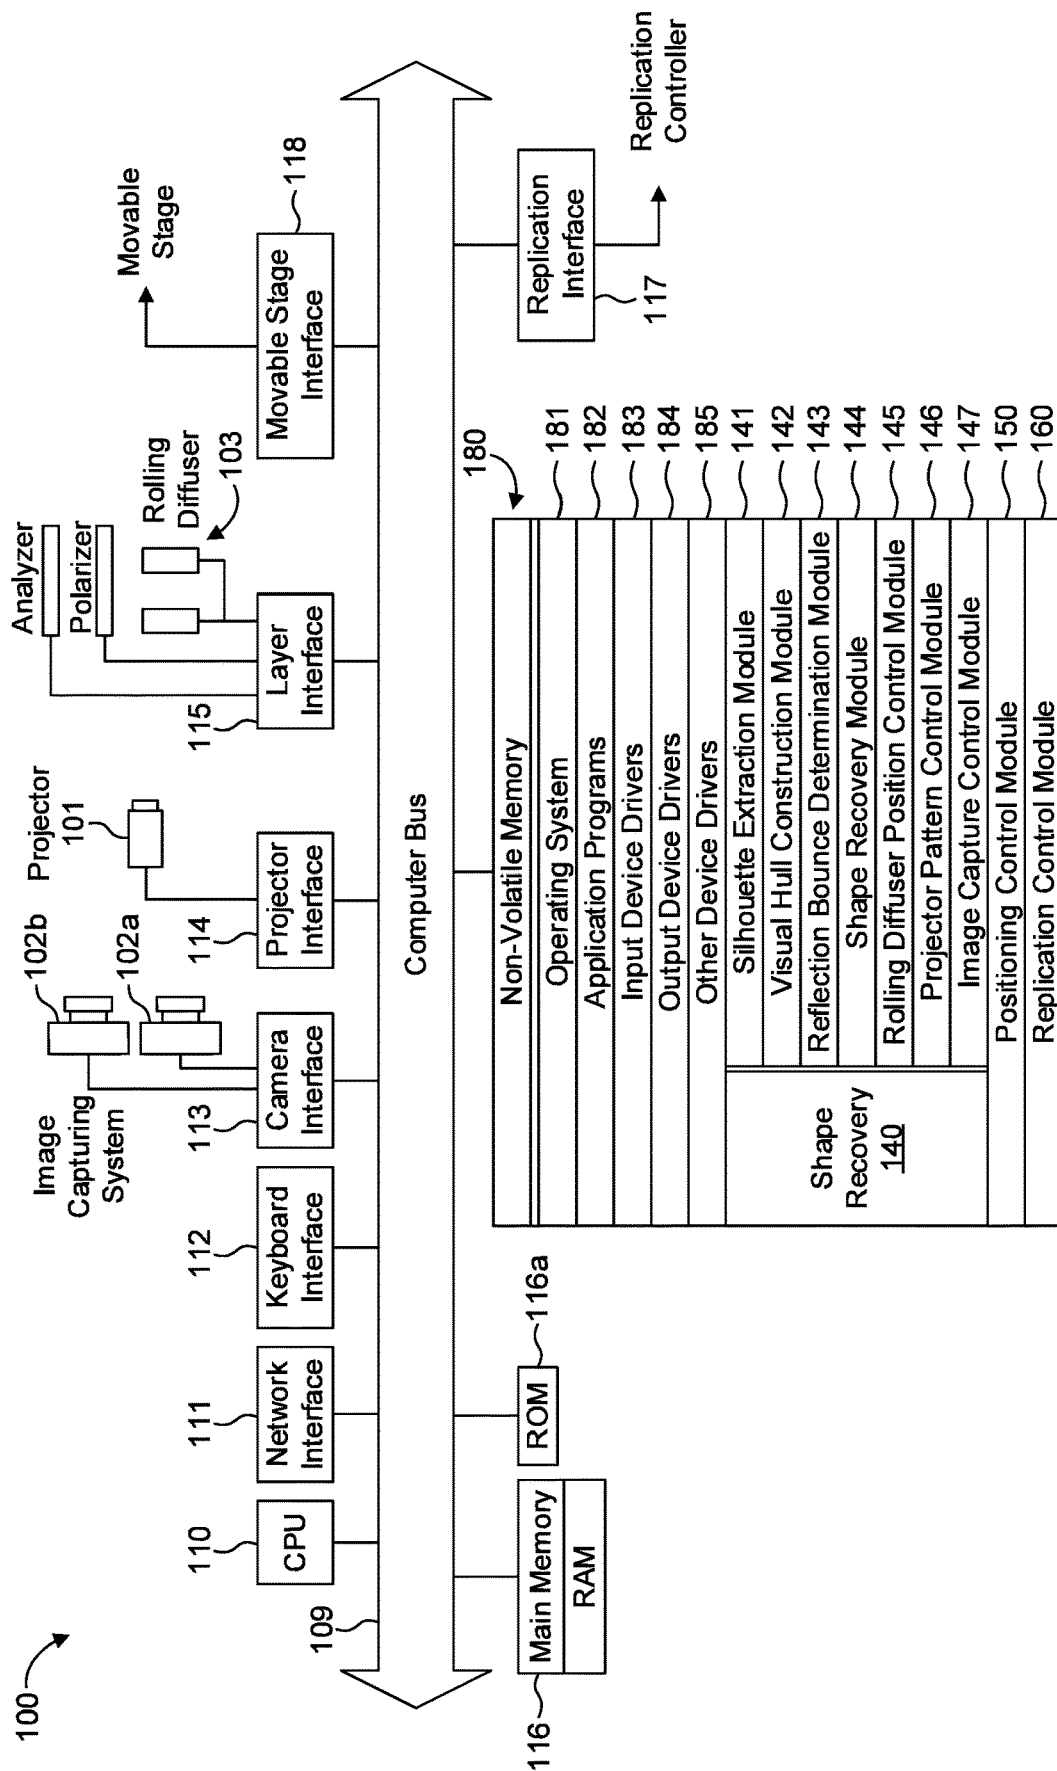 100
109
110
CPU
111
Network
Interface
112
Keyboard
Interface
Image
Capturing
System
102b
102a
113
Camera
Interface
Projector
101
114
Projector
Interface
Analyzer
Polarizer
Rolling
Diffuser
103
115
Layer
Interface
Movable
Stage
118
Movable Stage
Interface
Computer Bus
116
Main Memory
RAM
116a
ROM
180
Non-Volatile Memory
Operating System
181
Application Programs
182
Input Device Drivers
183
Output Device Drivers
184
Other Device Drivers
185
Shape
Recovery
140
Silhouette Extraction Module
141
Visual Hull Construction Module
142
Reflection Bounce Determination Module
143
Shape Recovery Module
144
Rolling Diffuser Position Control Module
145
Projector Pattern Control Module
146
Image Capture Control Module
147
Positioning Control Module
150
Replication Control Module
160
Replication
Interface
117
Replication
Controller